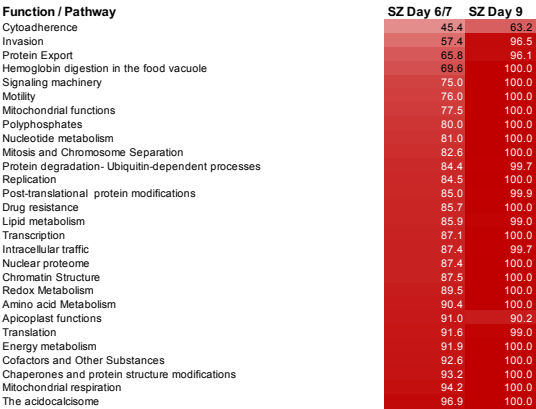 Function / Pathway SZ Day 6/7 SZ Day 9
Cytoadherence 45.4 63.2
Invasion 57.4 96.5
Protein Export 65.8 96.1
Hemoglobin digestion in the food vacuole 69.6 100.0
Signaling machinery 75.0 100.0
Motility 76.0 100.0
Mitochondrial functions 77.5 100.0
Polyphosphates 80.0 100.0
Nucleotide metabolism 81.0 100.0
Mitosis and Chromosome Separation 82.6 100.0
Protein degradation- Ubiquitin-dependent processes 84.4 99.7
Replication 84.5 100.0
Post-translational protein modifications 85.0 99.9
Drug resistance 85.7 100.0
Lipid metabolism 85.9 99.0
Transcription 87.1 100.0
Intracellular traffic 87.4 99.7
Nuclear proteome 87.4 100.0
Chromatin Structure 87.5 100.0
Redox Metabolism 89.5 100.0
Amino acid Metabolism 90.4 100.0
Apicoplast functions 91.0 90.2
Translation 91.6 99.0
Energy metabolism 91.9 100.0
Cofactors and Other Substances 92.6 100.0
Chaperones and protein structure modifications 93.2 100.0
Mitochondrial respiration 94.2 100.0
The acidocalcisome 96.9 100.0